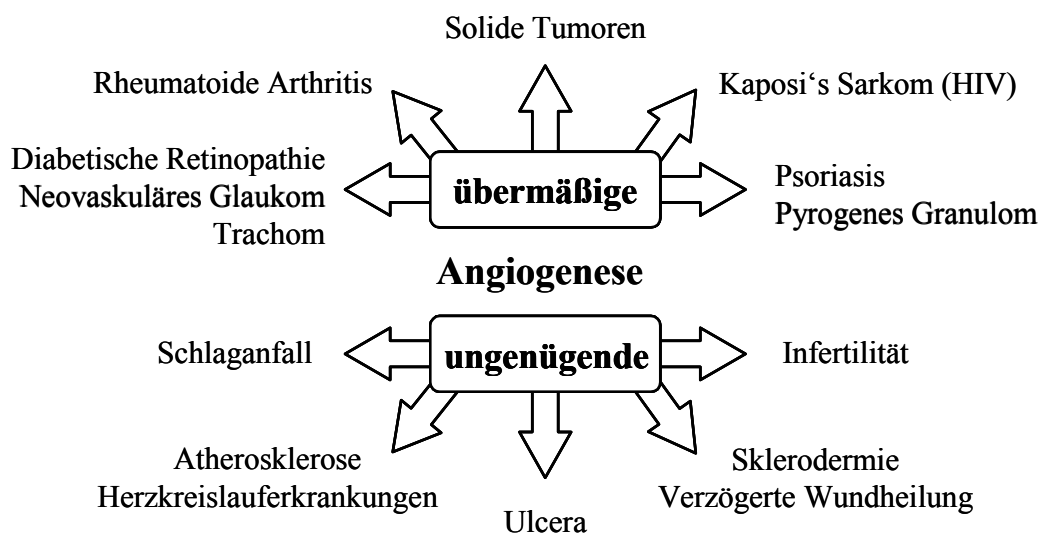 Solide Tumoren
Rheumatoide Arthritis
Kaposi‘s Sarkom (HIV)
Diabetische Retinopathie
Neovaskuläres Glaukom
Trachom
übermäßige
Psoriasis
Pyrogenes Granulom
Angiogenese
Schlaganfall
ungenügende
Infertilität
Atherosklerose
Herzkreislauferkrankungen
Sklerodermie
Verzögerte Wundheilung
Ulcera